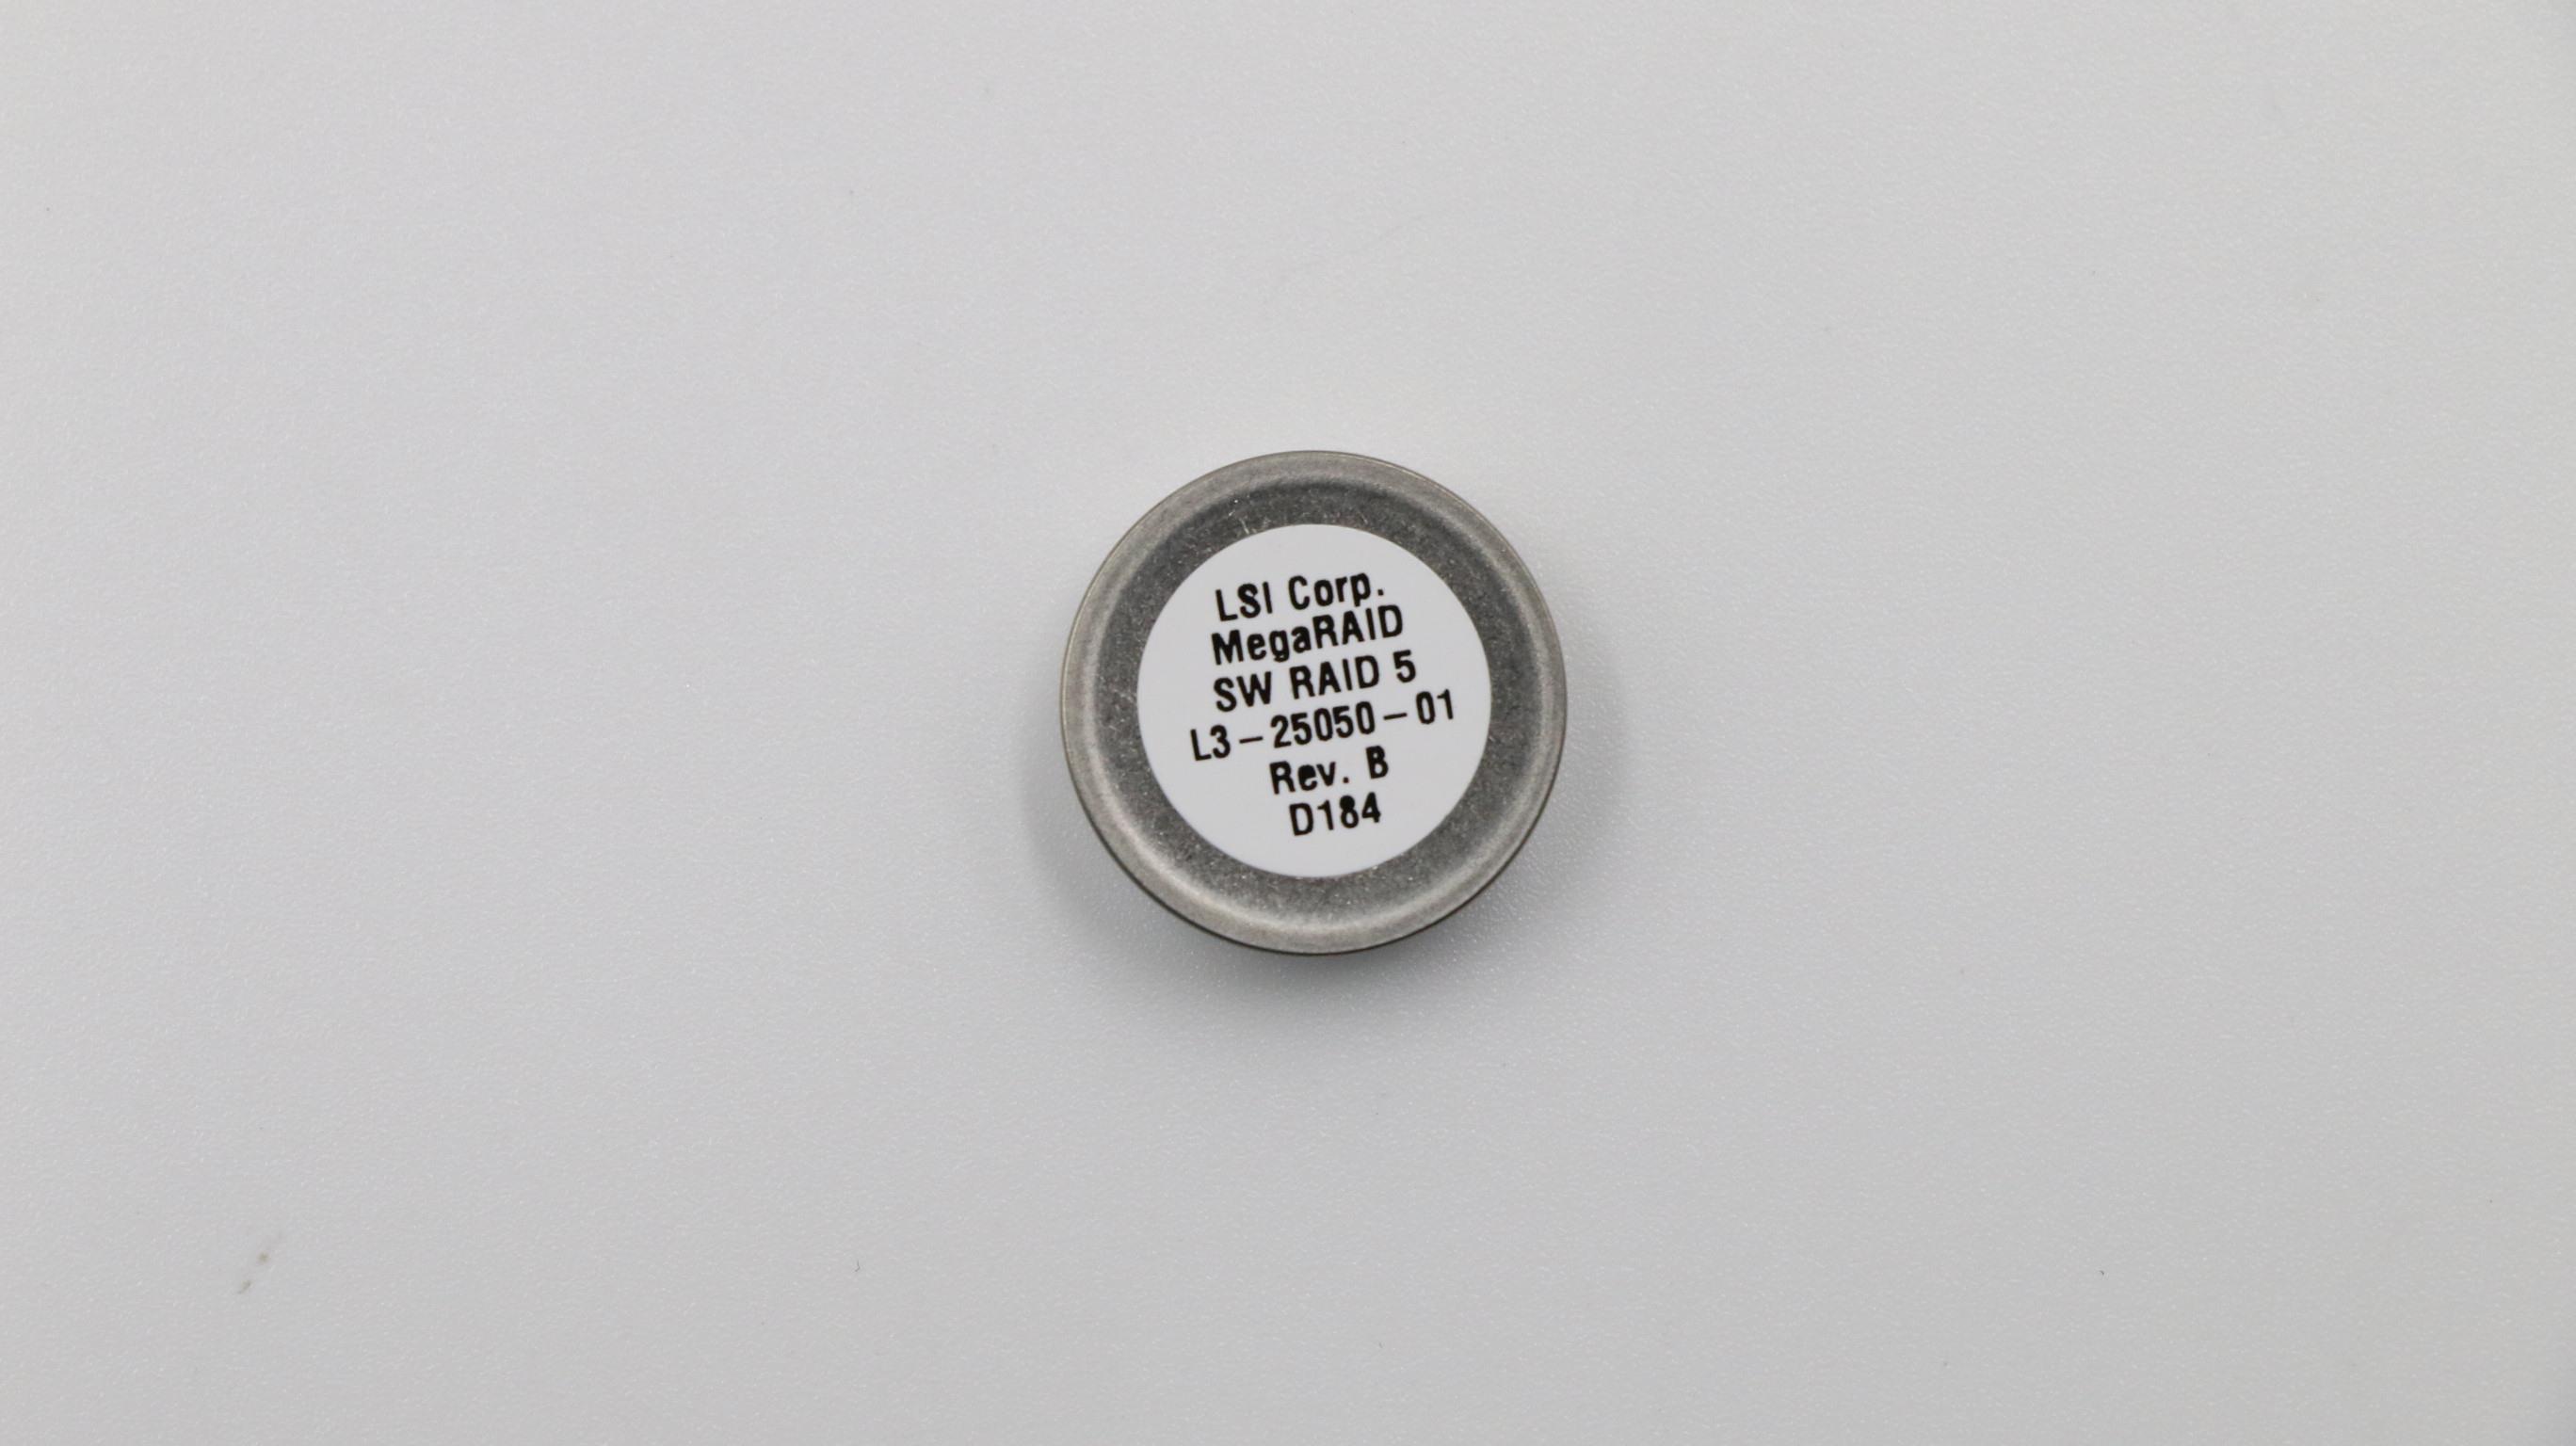 LSI Corp.
MegaRAID
SW RAID 5
L3-25050-01
Rev. B
D184